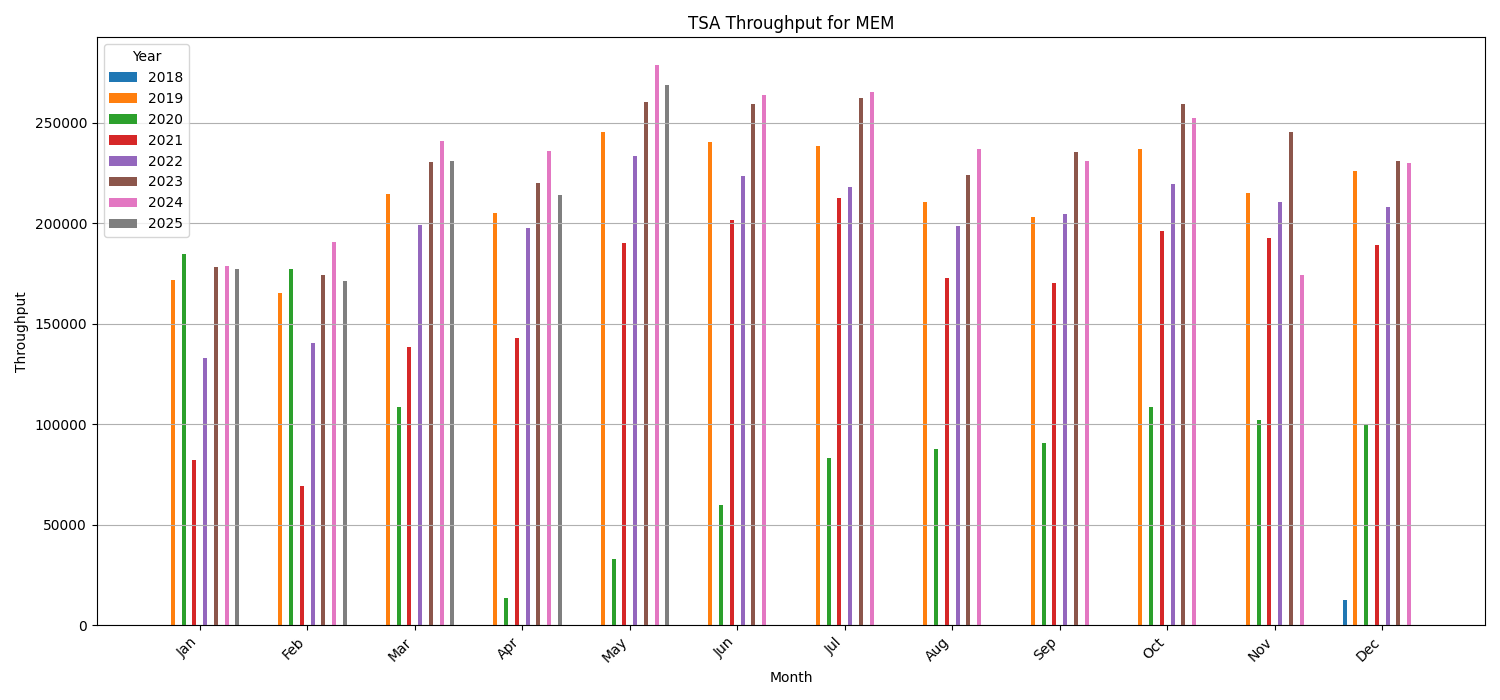 TSA Throughput for MEM
Year
2018
2019
2020
2021
2022
2023
2024
2025
Throughput
250000
200000
150000
100000
50000
0
Jan
Feb
Mar
Apr
May
Jun
Jul
Aug
Sep
Oct
Nov
Dec
Month